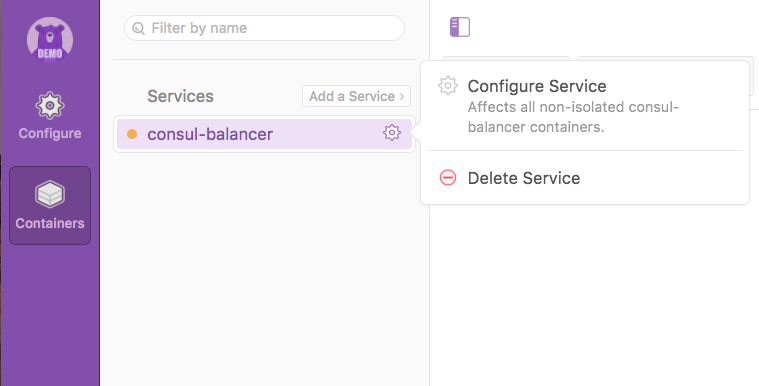 DEMO
Configure
Containers
Filter by name
Services
Add a Service ›
consul-balancer
Configure Service
Affects all non-isolated consul-
balancer containers.
Delete Service